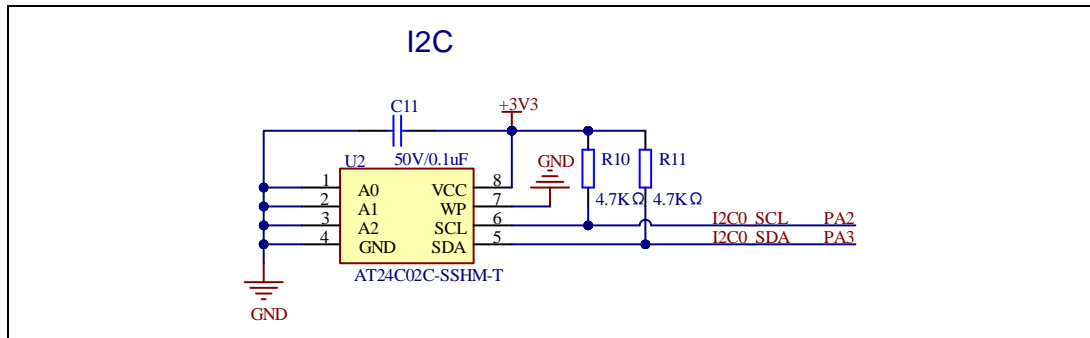 I2C
C11
+3V3
U2
50V/0.1uF
GND
R10
R11
1
A0
VCC
8
2
A1
WP
7
4.7KΩ
4.7KΩ
3
A2
SCL
6
I2C0_SCL
PA2
4
GND
SDA
5
I2C0_SDA
PA3
AT24C02C-SSHM-T
GND